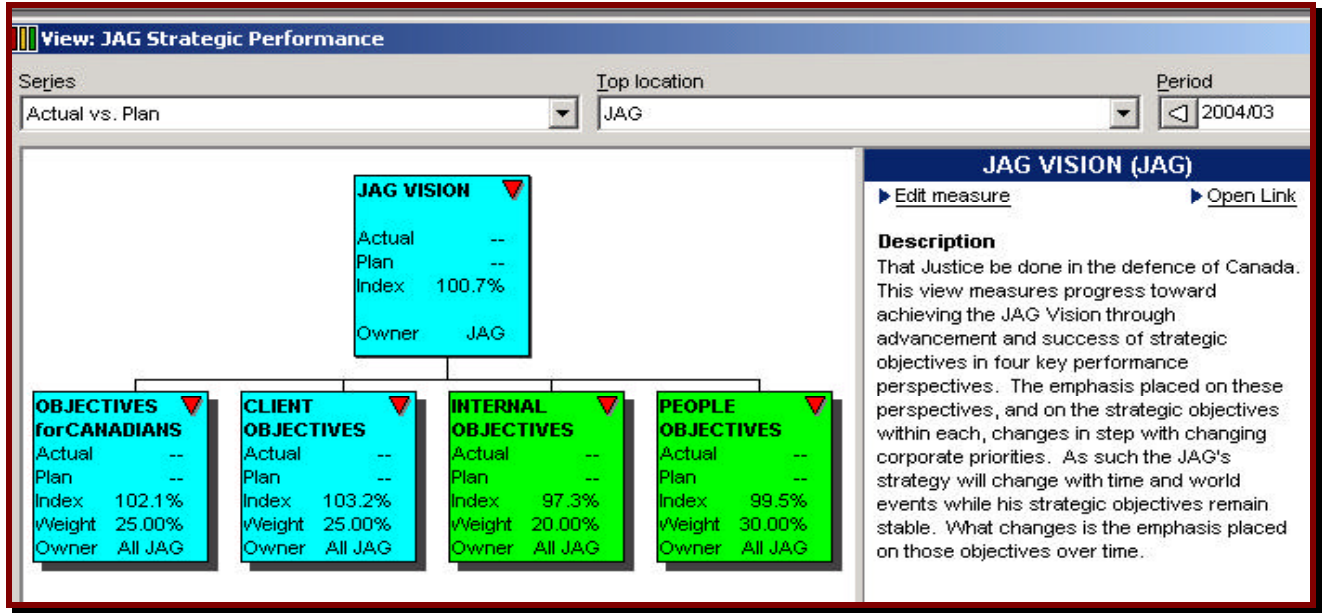 View: JAG Strategic Performance
Series
Top location
Period
Actual vs. Plan
JAG
2004/03
JAG VISION
Actual --
Plan --
Index 100.7%
Owner JAG
OBJECTIVES
forCANADIANS
Actual --
Plan --
Index 102.1%
Weight 25.00%
Owner All JAG
CLIENT
OBJECTIVES
Actual --
Plan --
Index 103.2%
Weight 25.00%
Owner All JAG
INTERNAL
OBJECTIVES
Actual --
Plan --
Index 97.3%
Weight 20.00%
Owner All JAG
PEOPLE
OBJECTIVES
Actual --
Plan --
Index 99.5%
Weight 30.00%
Owner All JAG
JAG VISION (JAG)
Edit measure
Open Link
Description
That Justice be done in the defence of Canada.
This view measures progress toward
achieving the JAG Vision through
advancement and success of strategic
objectives in four key performance
perspectives. The emphasis placed on these
perspectives, and on the strategic objectives
within each, changes in step with changing
corporate priorities. As such the JAG's
strategy will change with time and world
events while his strategic objectives remain
stable. What changes is the emphasis placed
on those objectives over time.